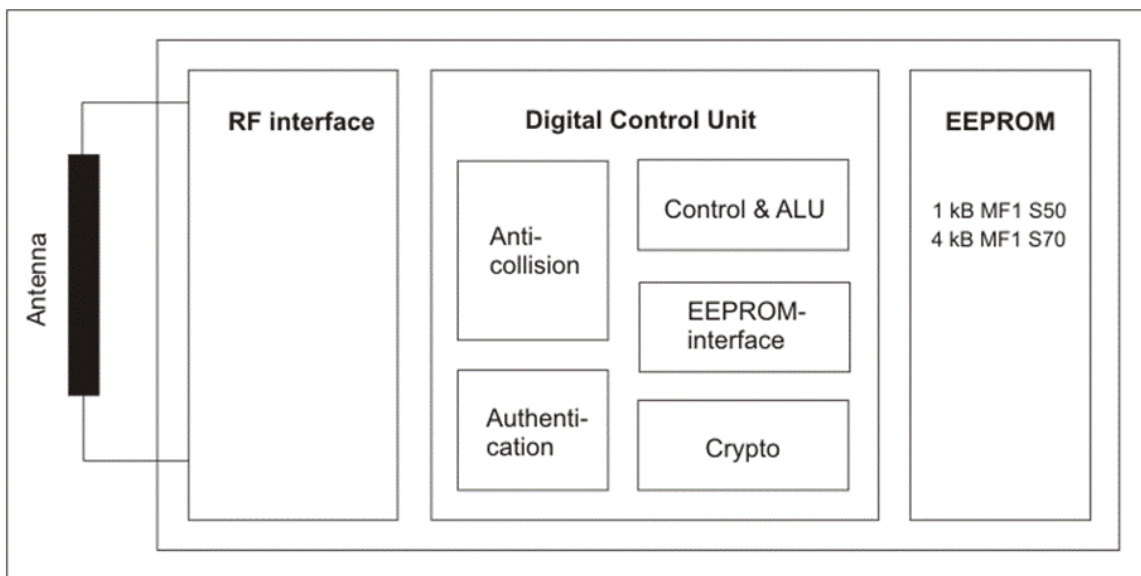 Antenna
RF interface
Digital Control Unit
Anti-
collision
Authenti-
cation
Control & ALU
EEPROM-
interface
Crypto
EEPROM
1 kB MF1 S50
4 kB MF1 S70